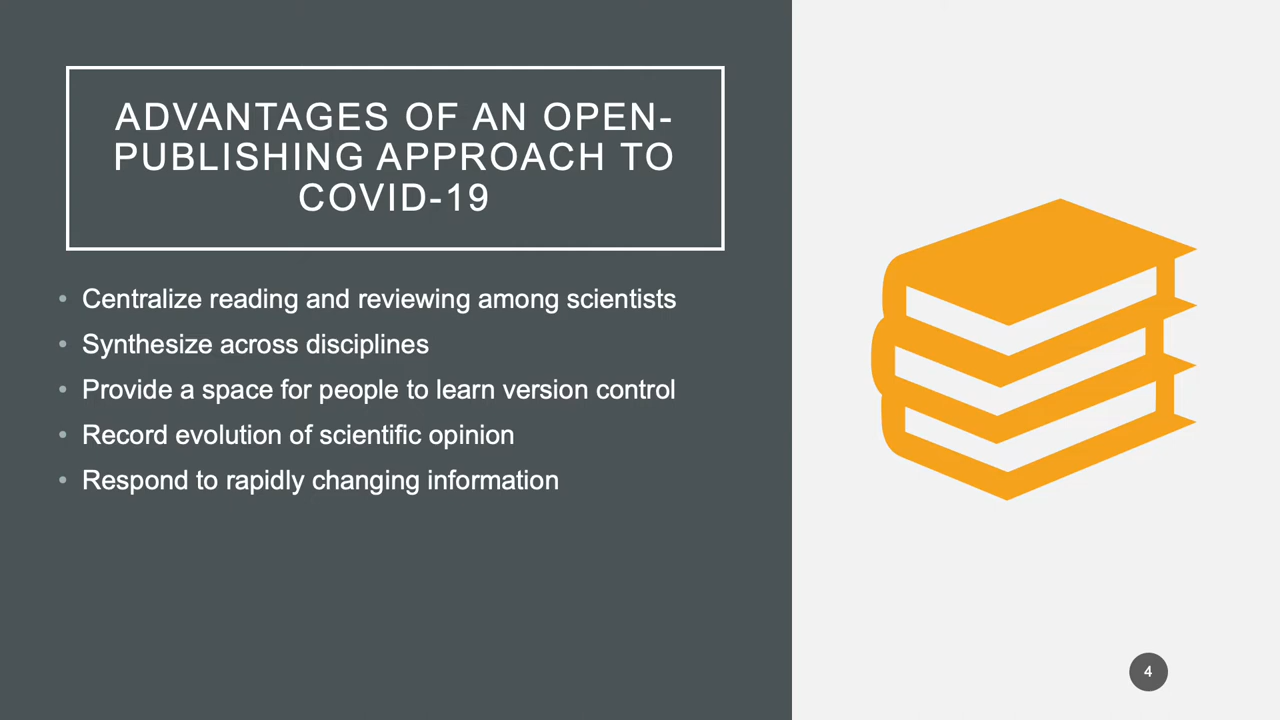 ADVANTAGES OF AN OPEN-
PUBLISHING APPROACH TO
COVID-19
• Centralize reading and reviewing among scientists
• Synthesize across disciplines
• Provide a space for people to learn version control
• Record evolution of scientific opinion
• Respond to rapidly changing information
4